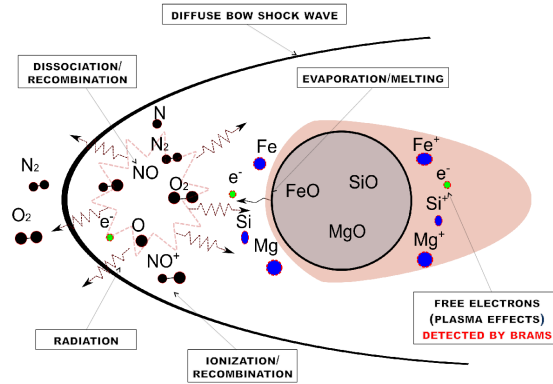 DIFFUSE BOW SHOCK WAVE
DISSOCIATION/
RECOMBINATION
EVAPORATION/MELTING
N
N₂
NO
O₂
N₂
O₂
e⁻
O
NO⁺
Fe
e⁻
Si
Mg
FeO
SiO
MgO
Fe⁺
e⁻
Si⁺
Mg⁺
FREE ELECTRONS
(PLASMA EFFECTS)
DETECTED BY BRAMS
RADIATION
IONIZATION/
RECOMBINATION